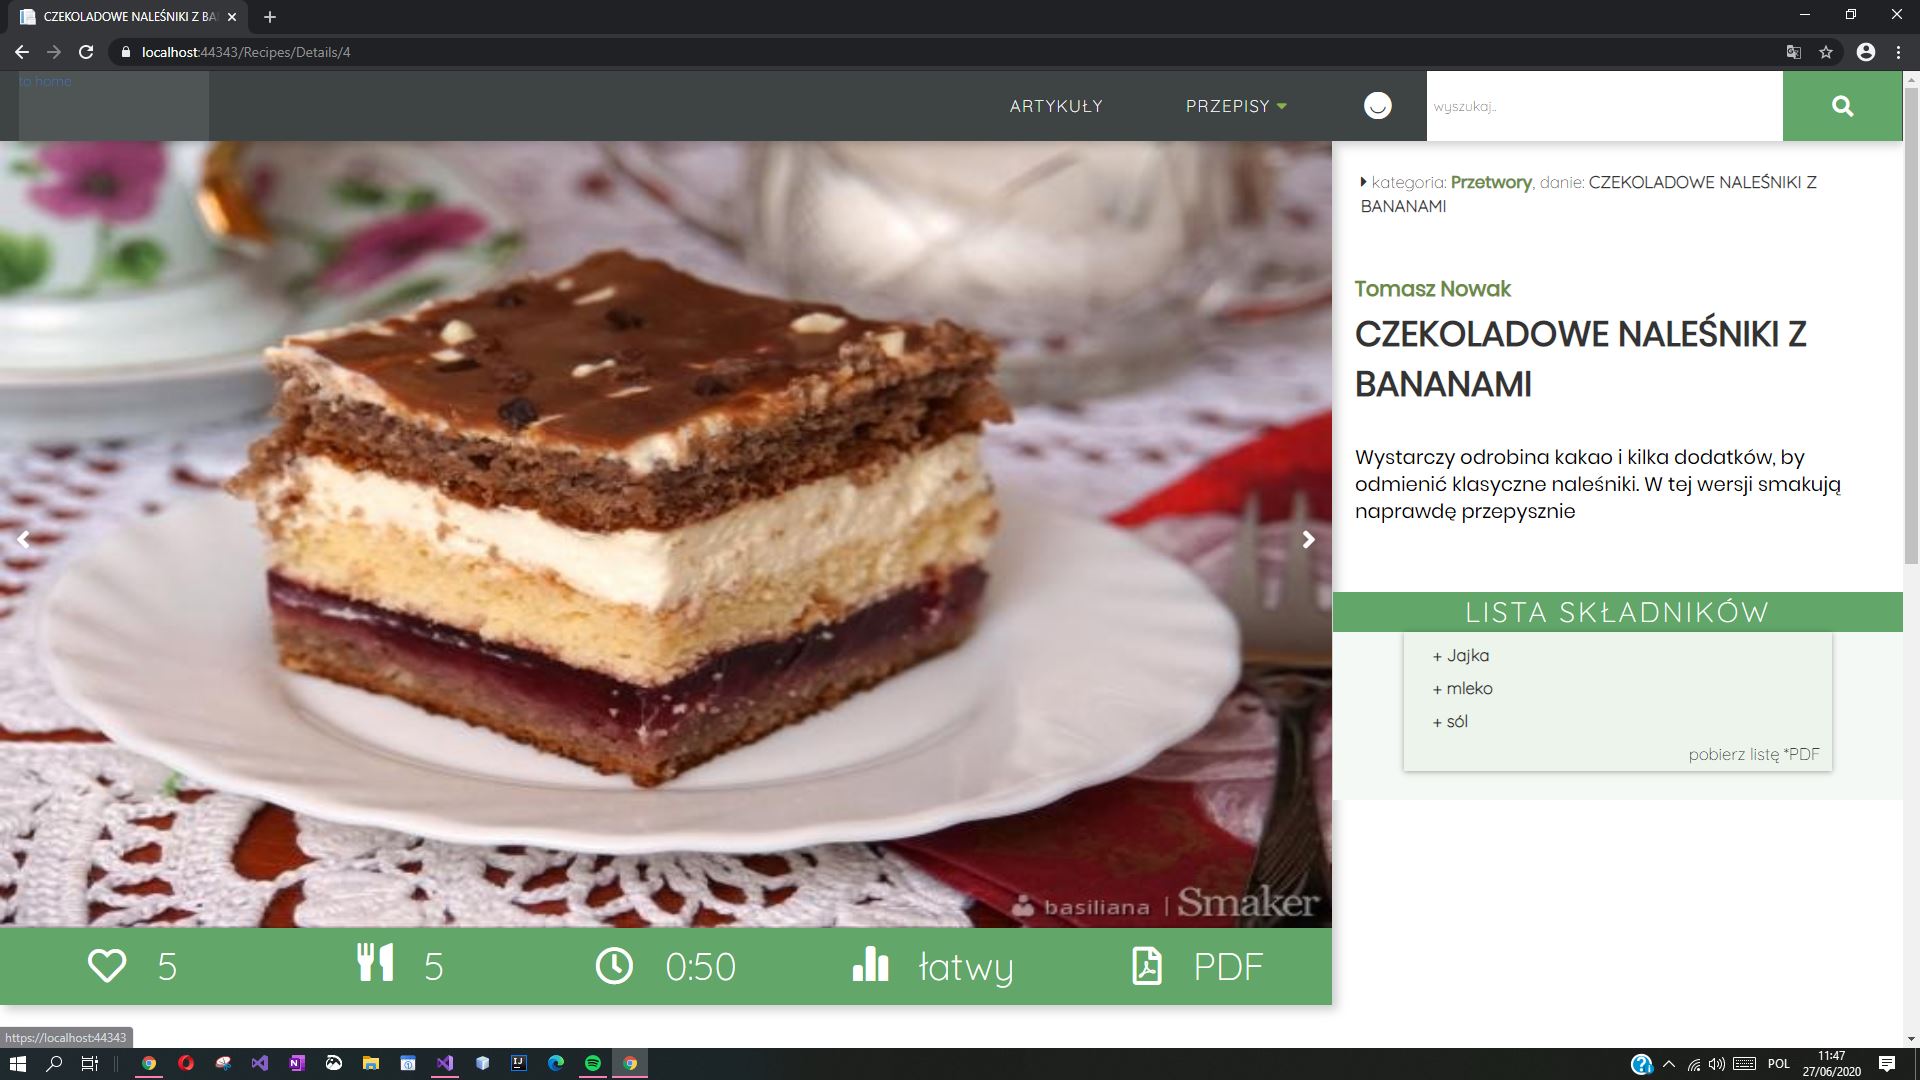 CZEKOLADOWE NALEŚNIKI Z BA
localhost:44343/Recipes/Details/4
to home
ARTYKUŁY
PRZEPISY
wyszukaj..
kategoria: Przetwory, danie: CZEKOLADOWE NALEŚNIKI Z
BANANAMI
Tomasz Nowak
CZEKOLADOWE NALEŚNIKI Z
BANANAMI
Wystarczy odrobina kakao i kilka dodatków, by
odmienić klasyczne naleśniki. W tej wersji smakują
naprawdę przepysznie
LISTA SKŁADNIKÓW
+ Jajka
+ mleko
+ sól
pobierz listę *PDF
basiliana | Smaker
5
5
0:50
łatwy
PDF
https://localhost:44343
POL
11:47
27/06/2020